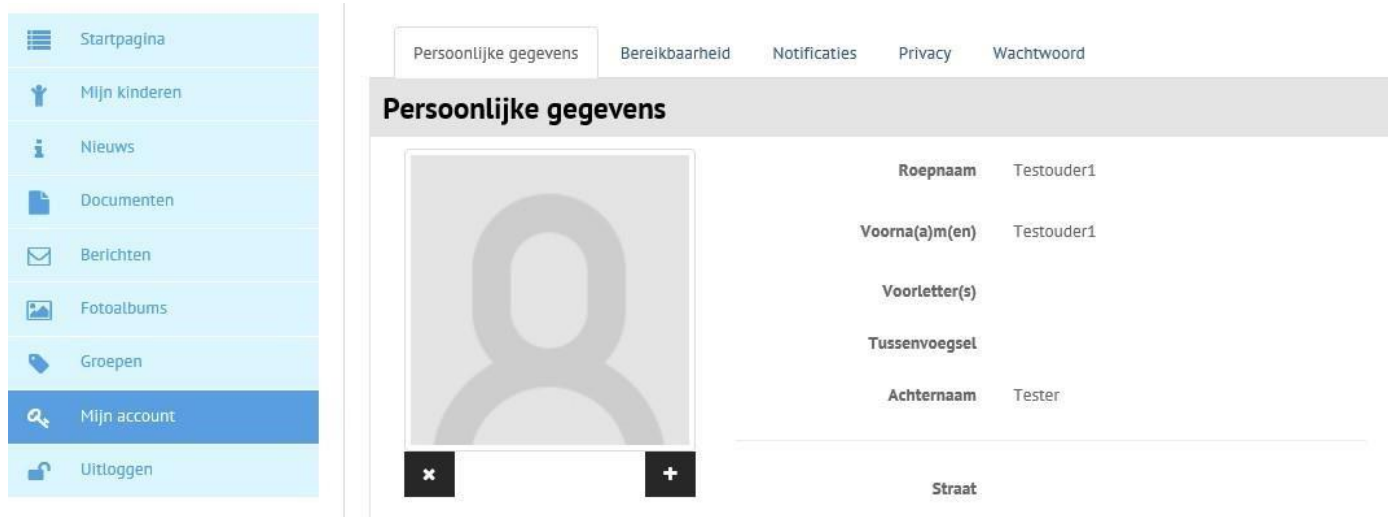 Startpagina
Mijn kinderen
Nieuws
Documenten
Berichten
Fotoalbums
Groepen
Mijn account
Uitloggen
Persoonlijke gegevens Bereikbaarheid Notificaties Privacy Wachtwoord
Persoonlijke gegevens
Roepnaam Testouder1
Voorna(a)m(en) Testouder1
Voorletter(s)
Tussenvoegsel
Achternaam Tester
Straat